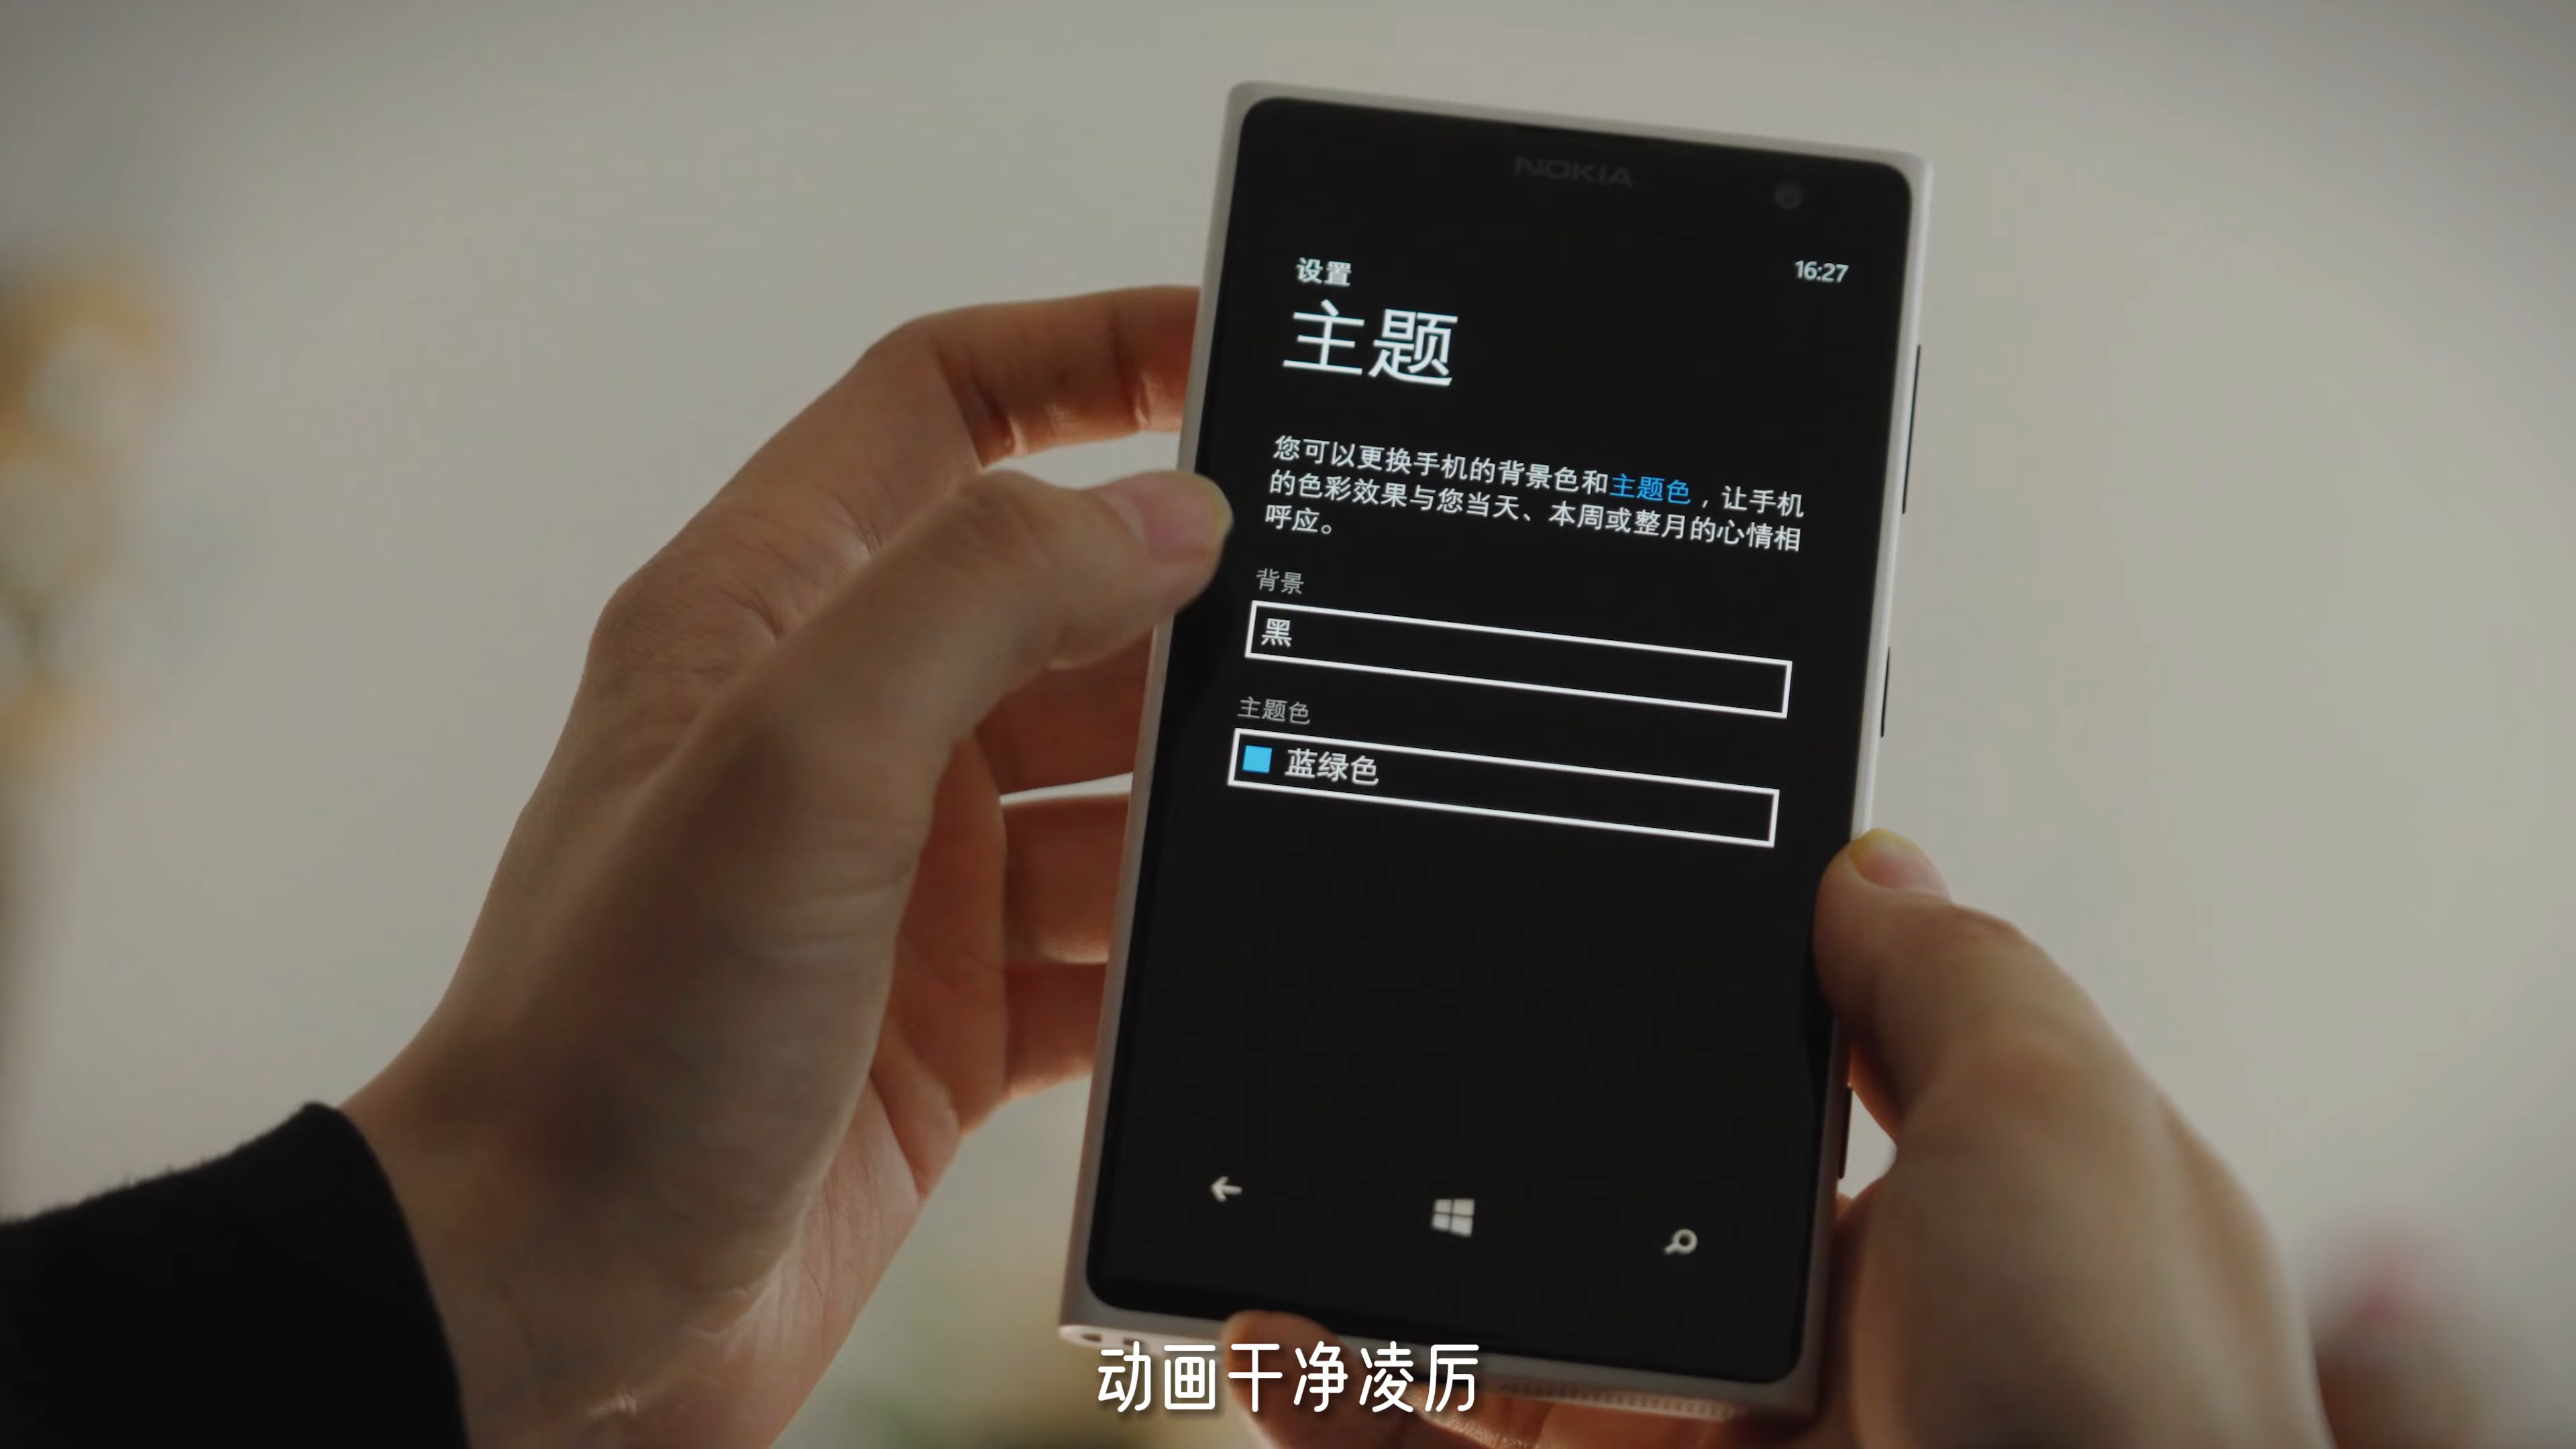 NOKIA
16:27
设置
主题
您可以更换手机的背景色和主题色，让手机
的色彩效果与您当天、本周或整月的心情相
呼应。
背景
黑
主题色
蓝绿色
动画干净凌厉